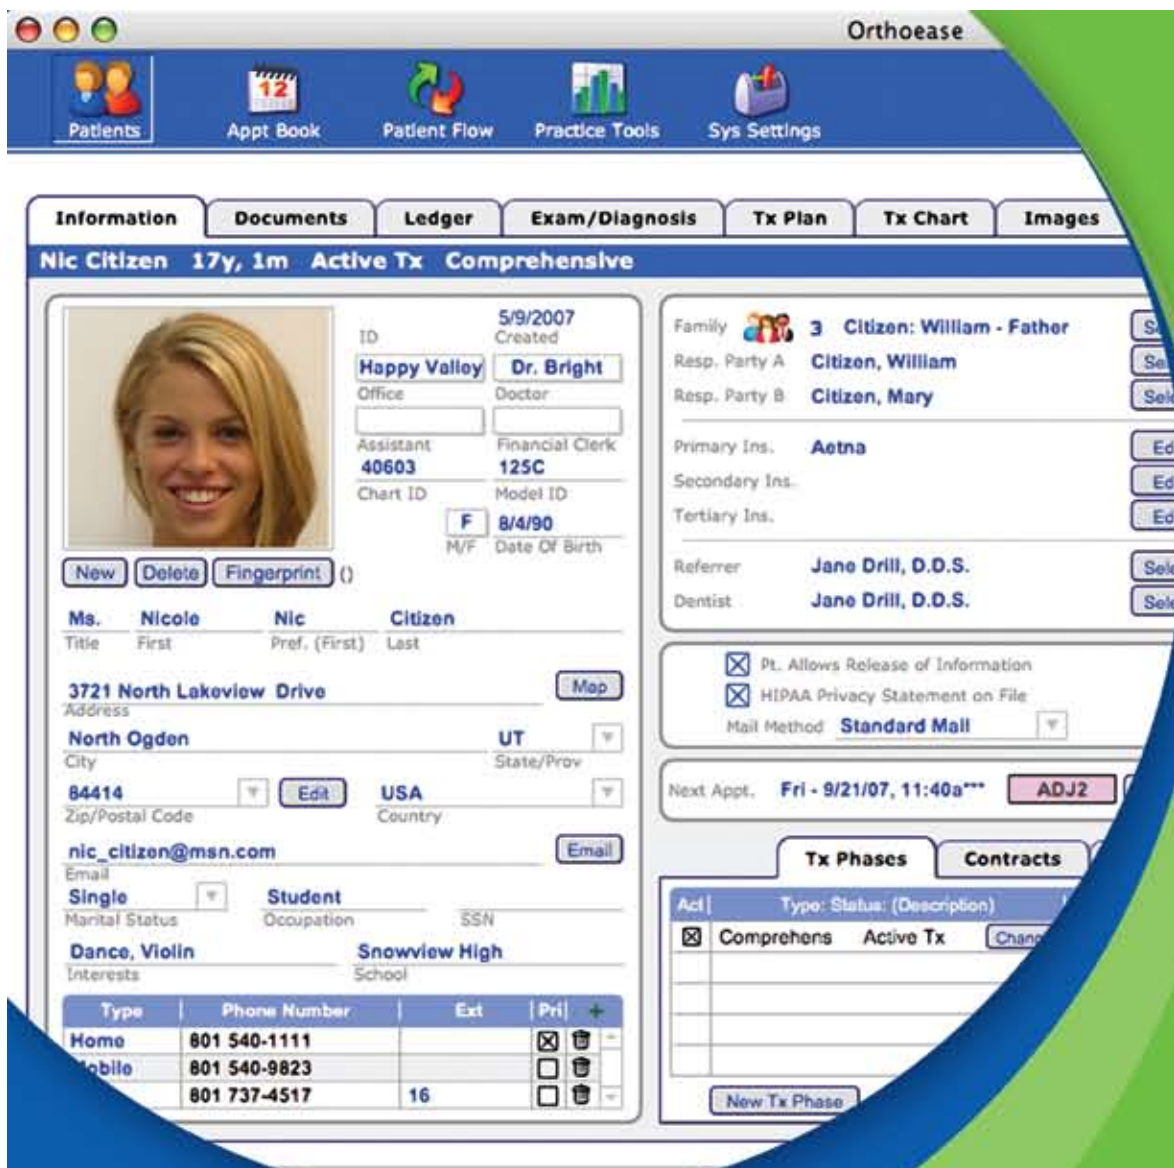 Orthoease
12
Patients Appt Book Patient Flow Practice Tools Sys Settings
Information Documents Ledger Exam/Diagnosis Tx Plan Tx Chart Images
Nic Citizen 17y, 1m Active Tx Comprehensive
5/9/2007
ID Created
Happy Valley Dr. Bright
Office Doctor
Assistant Financial Clerk
40603 125C
Chart ID Model ID
F 8/4/90
M/F Date Of Birth
New Delete Fingerprint ()
Ms. Nicole Nic Citizen
Title First Pref. (First) Last
3721 North Lakeview Drive Map
Address
North Ogden UT
City State/Prov
84414 Edit USA
Zip/Postal Code Country
nic_citizen@msn.com Email
Email
Single Student
Marital Status Occupation SSN
Dance, Violin Snowview High
Interests School
Type Phone Number Ext Pri +
Home 801 540-1111
Mobile 801 540-9823
801 737-4517 16
Family 3 Citizen: William - Father
Resp. Party A Citizen, William
Resp. Party B Citizen, Mary
Primary Ins. Aetna
Secondary Ins.
Tertiary Ins.
Referrer Jane Drill, D.D.S.
Dentist Jane Drill, D.D.S.
Pt. Allows Release of Information
HIPAA Privacy Statement on File
Mail Method Standard Mail
Next Appt. Fri - 9/21/07, 11:40a*** ADJ2
Tx Phases Contracts
Act Type: Status: (Description)
Comprehens Active Tx
New Tx Phase